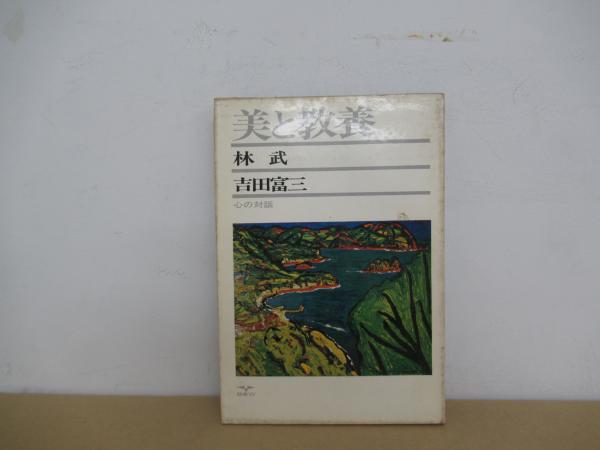 美と教養
林 武
吉田富三
心の対話